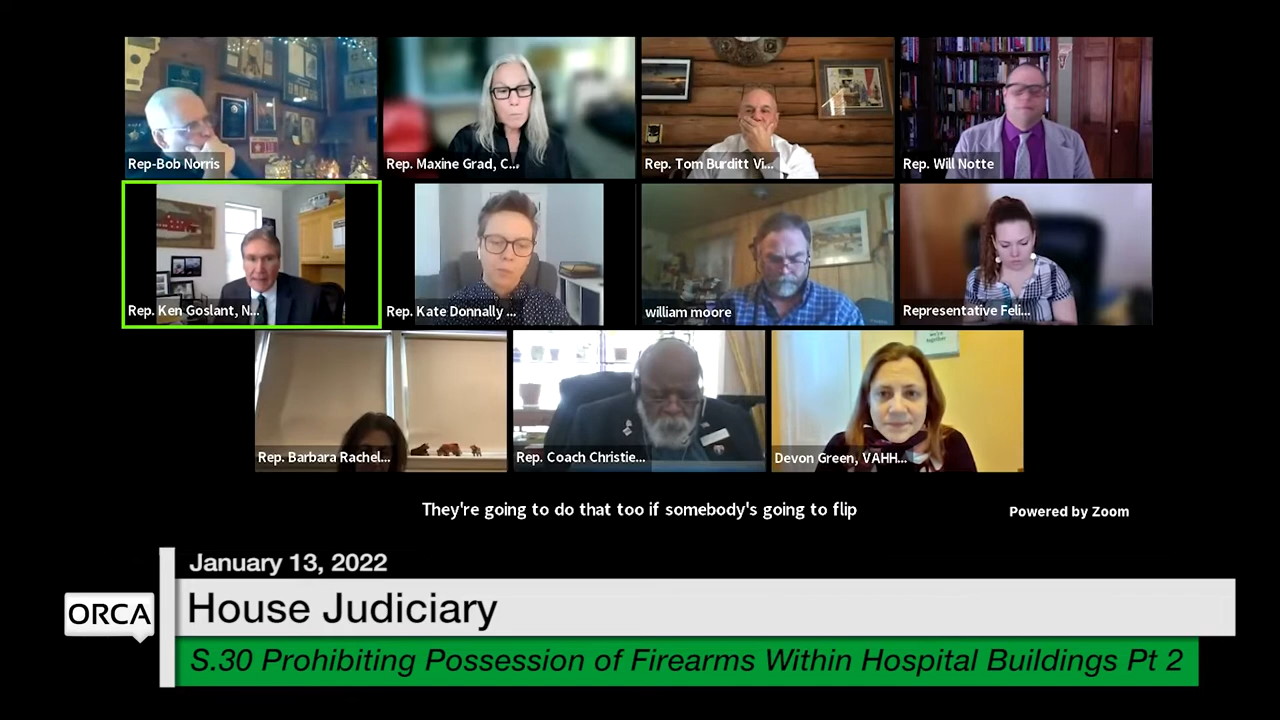 Rep-Bob Norris
Rep. Maxine Grad, C...
Rep. Tom Burditt Vi...
Rep. Will Notte
Rep. Ken Goslant, N...
Rep. Kate Donnally ...
william moore
Representative Feli...
Rep. Barbara Rachel...
Rep. Coach Christie...
Devon Green, VAHH...
They're going to do that too if somebody's going to flip
Powered by Zoom
January 13, 2022
ORCA
House Judiciary
S.30 Prohibiting Possession of Firearms Within Hospital Buildings Pt 2